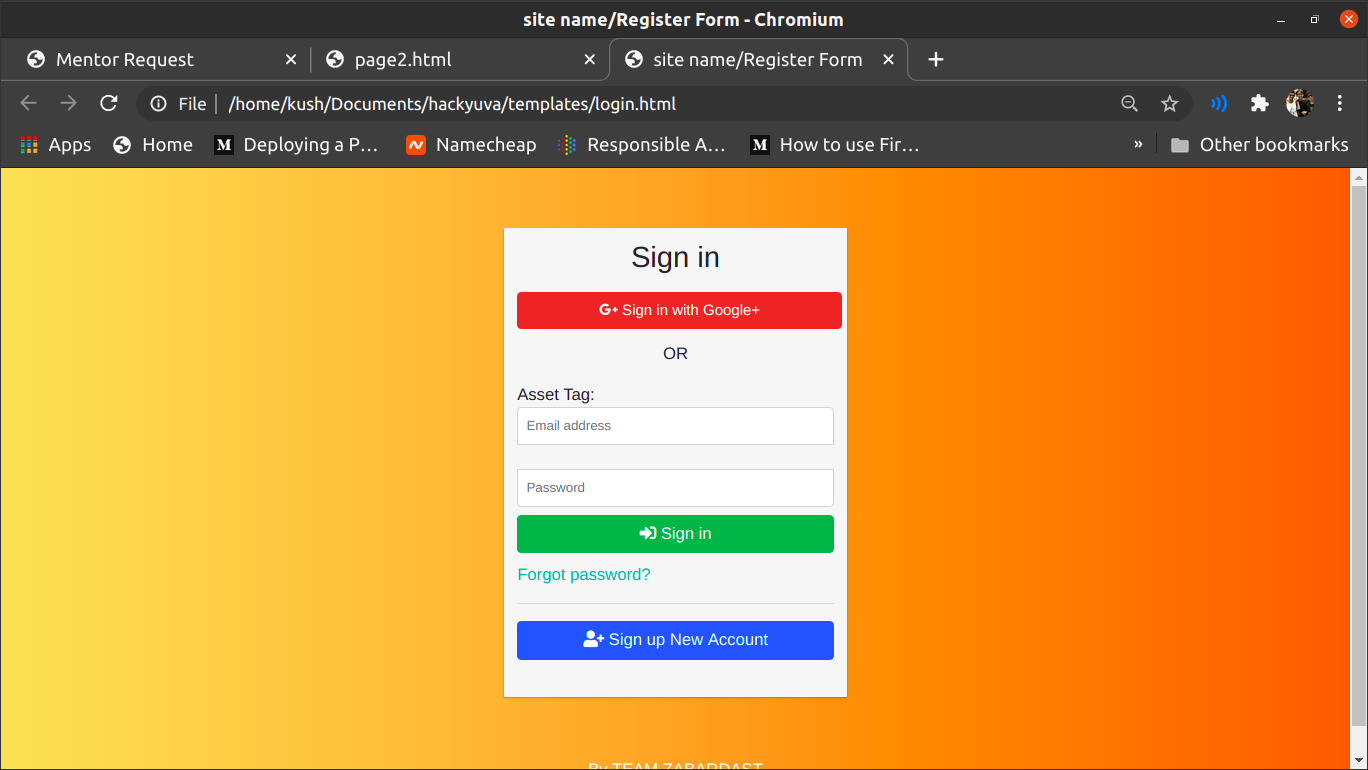 site name/Register Form - Chromium
Mentor Request
page2.html
site name/Register Form
File
/home/kush/Documents/hackyuva/templates/login.html
Apps
Home
M
Deploying a P…
Namecheap
Responsible A…
M
How to use Fir…
»
Other bookmarks
Sign in
G+ Sign in with Google+
OR
Asset Tag:
Email address
Password
Sign in
Forgot password?
Sign up New Account
By TEAM ZABARDAST